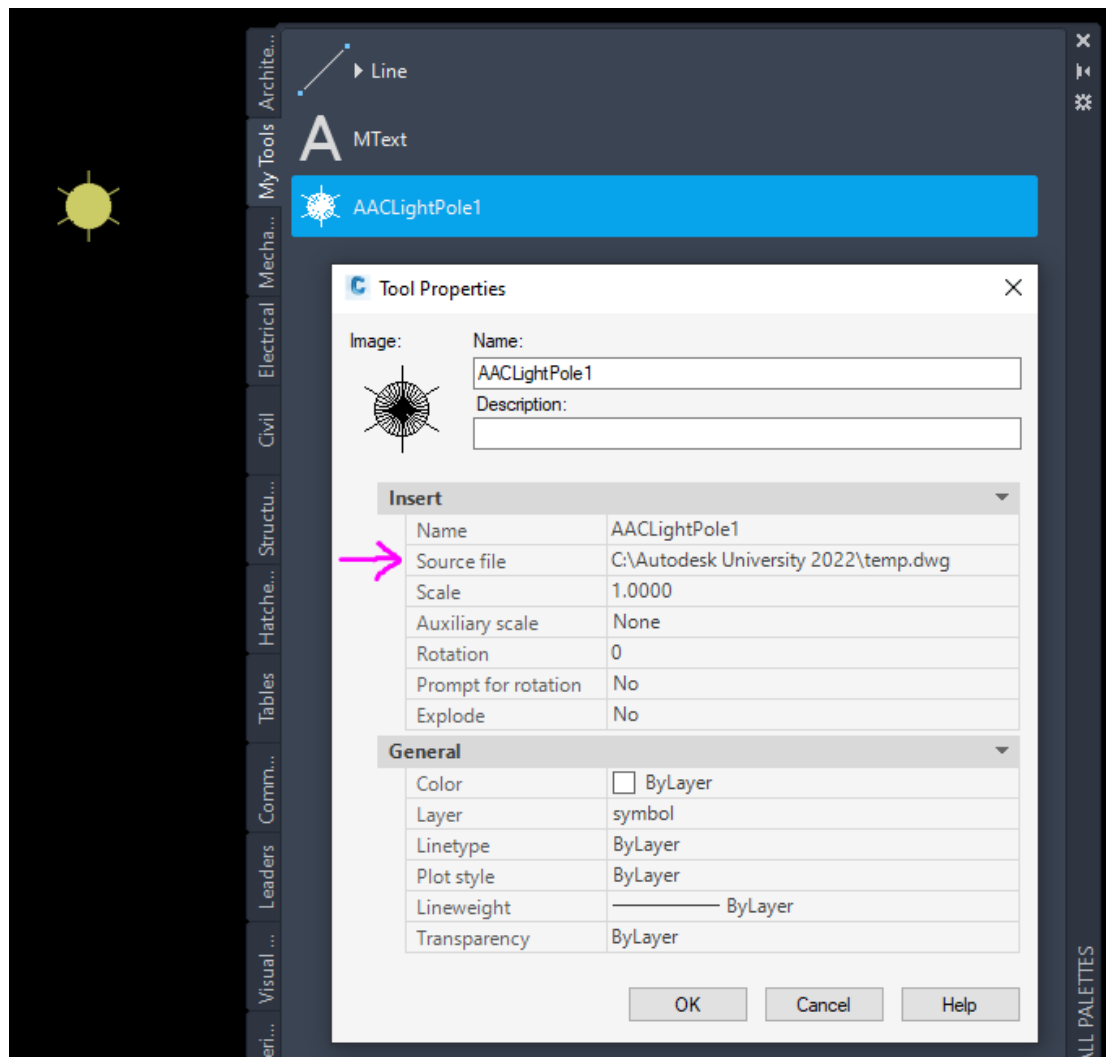 Archite...
My Tools
Mecha...
Electrical
Civil
Structu...
Hatche...
Tables
Comm...
Leaders
Visual ...
eri...
Line
A MText
AACLightPole1
C Tool Properties
Image:
Name:
AACLightPole1
Description:
Insert
Name AACLightPole1
Source file C:\Autodesk University 2022\temp.dwg
Scale 1.0000
Auxiliary scale None
Rotation 0
Prompt for rotation No
Explode No
General
Color ByLayer
Layer symbol
Linetype ByLayer
Plot style ByLayer
Lineweight ByLayer
Transparency ByLayer
OK Cancel Help
ALL PALETTES